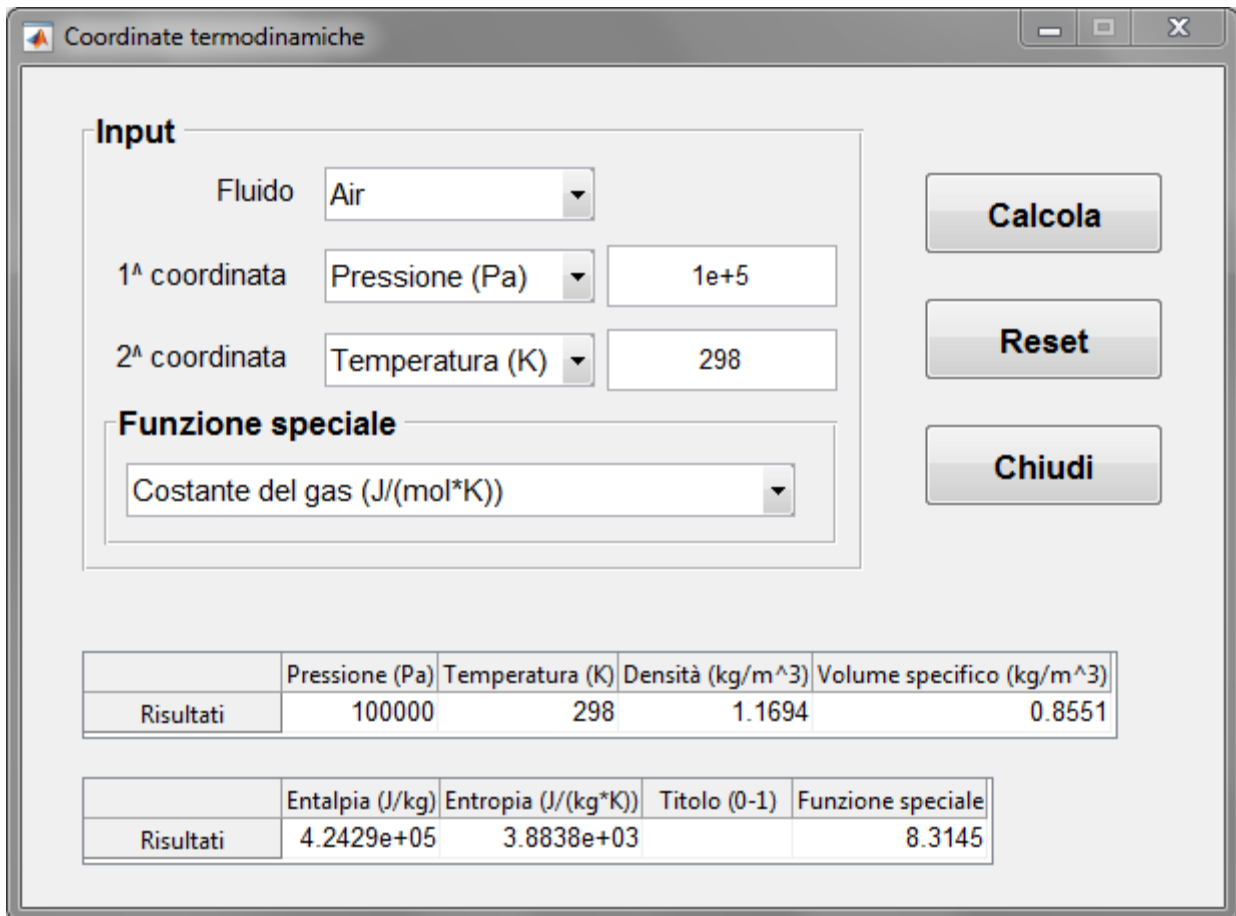 Coordinate termodinamiche
Input
Fluido Air
Calcola
1^ coordinata Pressione (Pa) 1e+5
Reset
2^ coordinata Temperatura (K) 298
Funzione speciale
Chiudi
Costante del gas (J/(mol*K))
Pressione (Pa) Temperatura (K) Densità (kg/m^3) Volume specifico (kg/m^3)
Risultati 100000 298 1.1694 0.8551
Entalpia (J/kg) Entropia (J/(kg*K)) Titolo (0-1) Funzione speciale
Risultati 4.2429e+05 3.8838e+03 8.3145